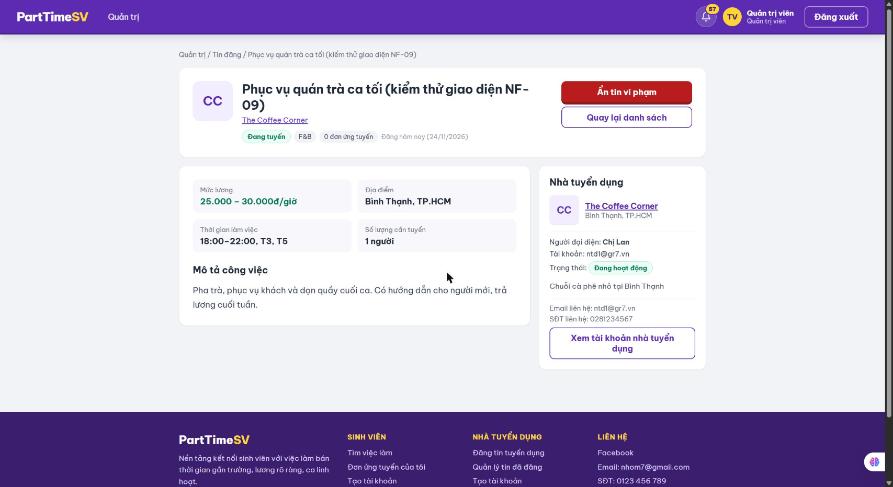 PartTimeSV
Quản trị
57
TV
Quản trị viên
Quản trị viên
Đăng xuất
Quản trị / Tin đăng / Phục vụ quán trà ca tối (kiểm thử giao diện NF-09)
CC
Phục vụ quán trà ca tối (kiểm thử giao diện NF-
09)
The Coffee Corner
Đang tuyển
F&B
0 đơn ứng tuyển
Đăng hôm nay (24/11/2026)
Ẩn tin vi phạm
Quay lại danh sách
Mức lương
25.000 – 30.000đ/giờ
Địa điểm
Bình Thạnh, TP.HCM
Thời gian làm việc
18:00–22:00, T3, T5
Số lượng cần tuyển
1 người
Mô tả công việc
Pha trà, phục vụ khách và dọn quầy cuối ca. Có hướng dẫn cho người mới, trả
lương cuối tuần.
Nhà tuyển dụng
CC
The Coffee Corner
Bình Thạnh, TP.HCM
Người đại diện: Chị Lan
Tài khoản: ntd1@gr7.vn
Trạng thái: Đang hoạt động
Chuỗi cà phê nhỏ tại Bình Thạnh
Email liên hệ: ntd1@gr7.vn
SĐT liên hệ: 0281234567
Xem tài khoản nhà tuyển
dụng
PartTimeSV
Nền tảng kết nối sinh viên với việc làm bán
thời gian gần trường, lương rõ ràng, ca linh
hoạt.
SINH VIÊN
Tìm việc làm
Đơn ứng tuyển của tôi
Tạo tài khoản
NHÀ TUYỂN DỤNG
Đăng tin tuyển dụng
Quản lý tin đã đăng
Tạo tài khoản
LIÊN HỆ
Facebook
Email: nhom7@gmail.com
SĐT: 0123 456 789